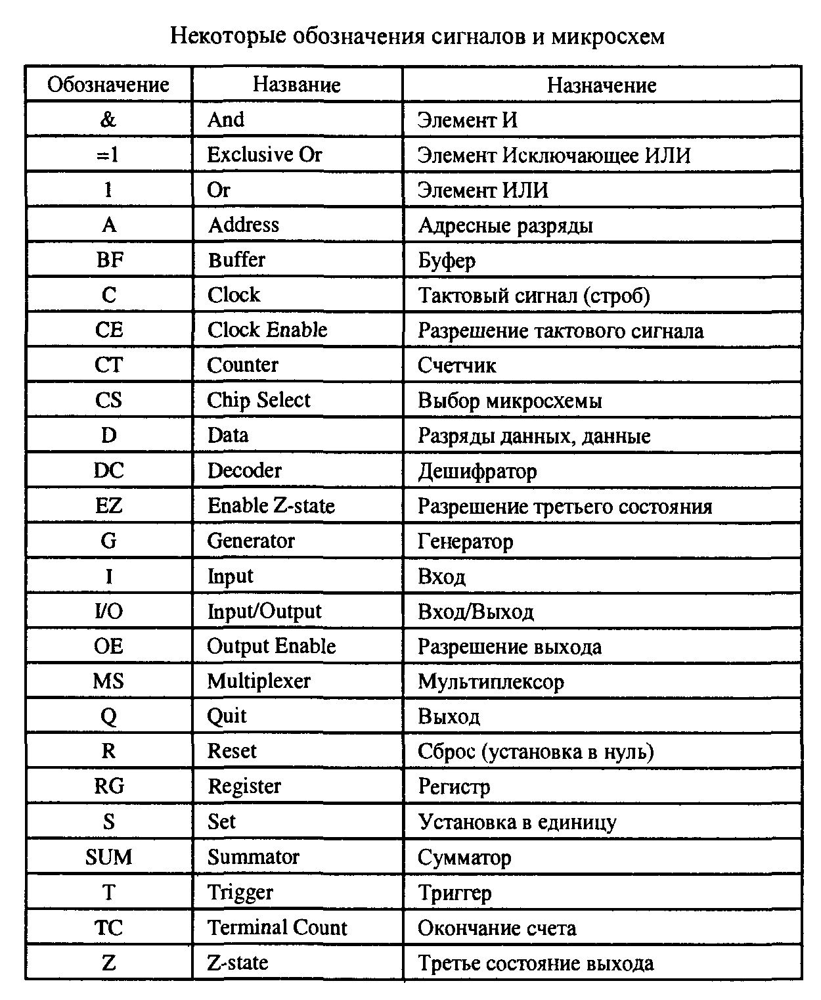 Некоторые обозначения сигналов и микросхем
Обозначение Название Назначение
& And Элемент И
=1 Exclusive Or Элемент Исключающее ИЛИ
1 Or Элемент ИЛИ
A Address Адресные разряды
BF Buffer Буфер
C Clock Тактовый сигнал (строб)
CE Clock Enable Разрешение тактового сигнала
CT Counter Счетчик
CS Chip Select Выбор микросхемы
D Data Разряды данных, данные
DC Decoder Дешифратор
EZ Enable Z-state Разрешение третьего состояния
G Generator Генератор
I Input Вход
I/O Input/Output Вход/Выход
OE Output Enable Разрешение выхода
MS Multiplexer Мультиплексор
Q Quit Выход
R Reset Сброс (установка в нуль)
RG Register Регистр
S Set Установка в единицу
SUM Summator Сумматор
T Trigger Триггер
TC Terminal Count Окончание счета
Z Z-state Третье состояние выхода